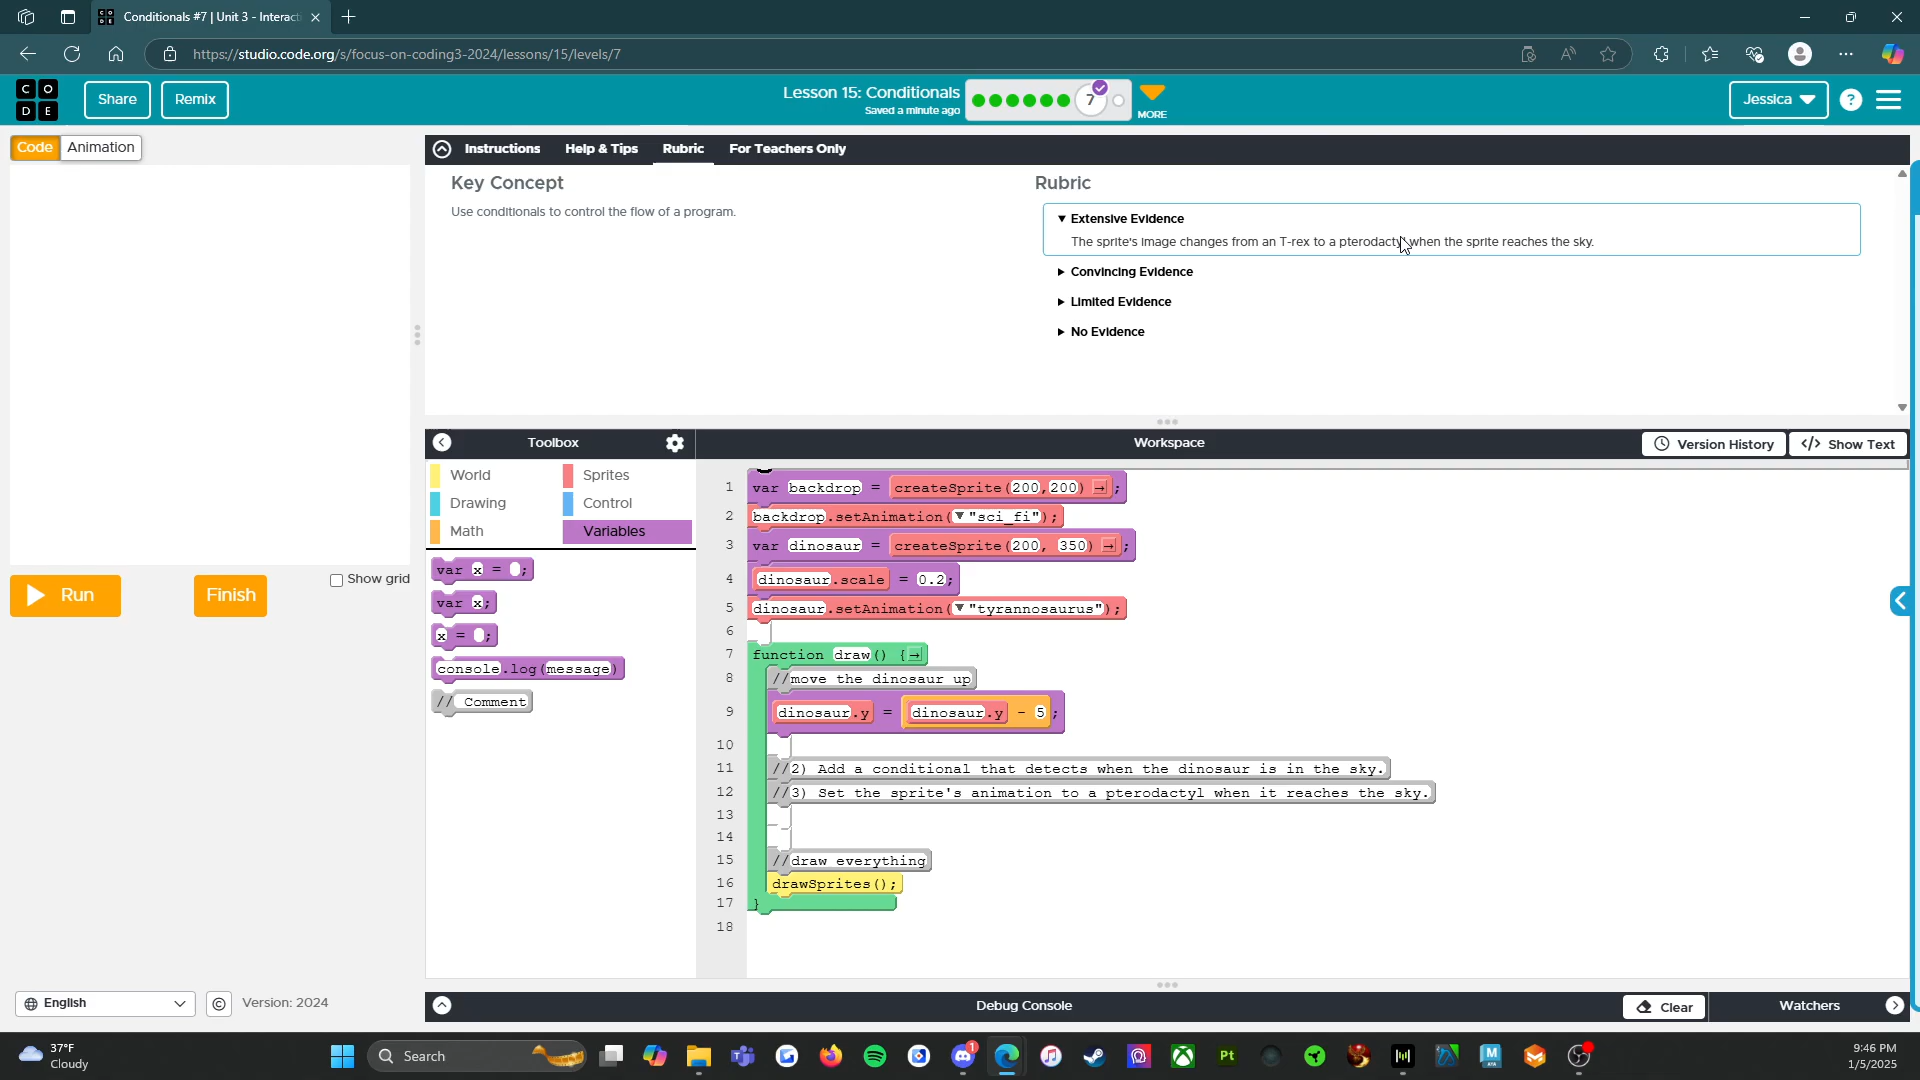 Conditionals #7 | Unit 3 - Interacti
https://studio.code.org/s/focus-on-coding3-2024/lessons/15/levels/7
C O
D E
Share
Remix
Lesson 15: Conditionals
Saved a minute ago
7
MORE
Jessica
?
Code
Animation
Instructions
Help & Tips
Rubric
For Teachers Only
Key Concept
Use conditionals to control the flow of a program.
Rubric
Extensive Evidence
The sprite's image changes from an T-rex to a pterodactyl when the sprite reaches the sky.
Convincing Evidence
Limited Evidence
No Evidence
Run
Finish
Show grid
Toolbox
Workspace
Version History
</> Show Text
World
Sprites
Drawing
Control
Math
Variables
var x = ;
var x;
x = ;
console.log(message)
// Comment
1 var backdrop = createSprite(200,200) → ;
2 backdrop.setAnimation(▼"sci_fi");
3 var dinosaur = createSprite(200, 350) → ;
4 dinosaur.scale = 0.2;
5 dinosaur.setAnimation(▼"tyrannosaurus");
6
7 function draw() {→
8 //move the dinosaur up
9 dinosaur.y = dinosaur.y - 5 ;
10
11 //2) Add a conditional that detects when the dinosaur is in the sky.
12 //3) Set the sprite's animation to a pterodactyl when it reaches the sky.
13
14
15 //draw everything
16 drawSprites();
17 }
18
English
©
Version: 2024
Debug Console
Clear
Watchers
37°F
Cloudy
Search
1
Pt
M
9:46 PM
1/5/2025